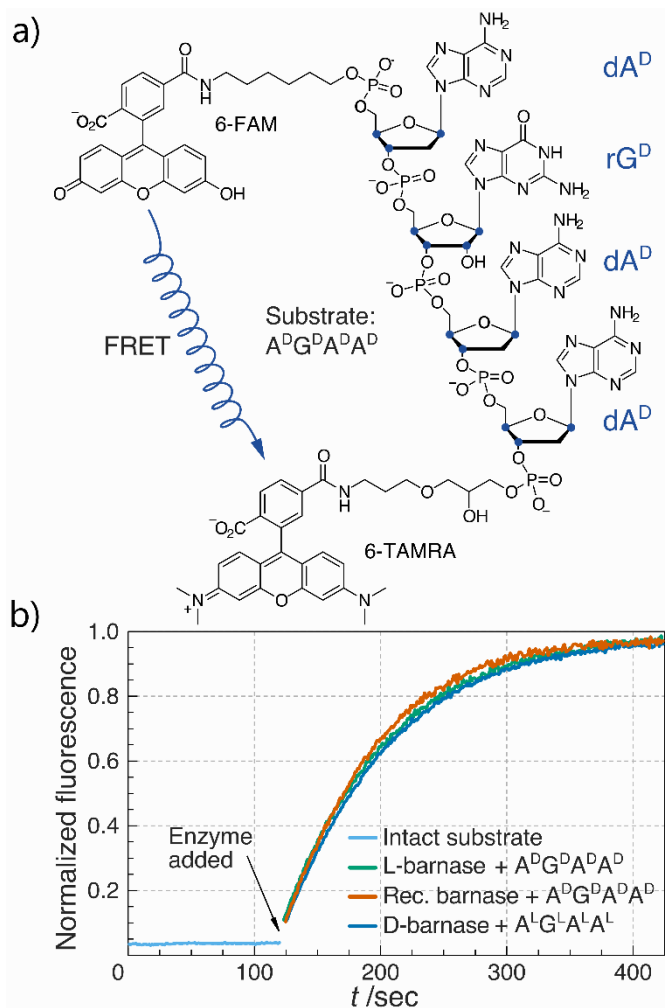 a)
O
N
H
O
O
P
O
O-
NH2
N
N
N
N
dA^D
-O2C
6-FAM
O
O
O
OH
O
O
P
O
-O
O
O
N
N
NH
N
NH2
rG^D
FRET
Substrate:
A^DG^DA^DA^D
O
OH
O
P
O
-O
O
NH2
N
N
N
N
dA^D
O
O
P
O
-O
O
O
NH2
N
N
N
N
dA^D
O
N
H
O
OH
O
P
O
O-
-O2C
6-TAMRA
N
+
O
N
b)
Normalized fluorescence
1.0
0.8
0.6
0.4
0.2
Enzyme
added
Intact substrate
L-barnase + A^DG^DA^DA^D
Rec. barnase + A^DG^DA^DA^D
D-barnase + A^LG^LA^LA^L
0 100 200 300 400
t /sec